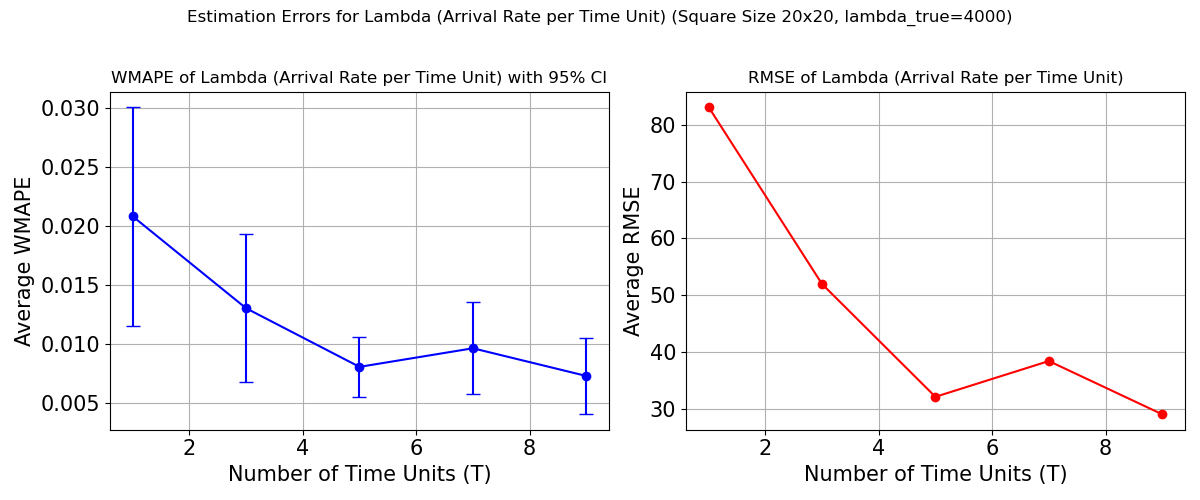 Estimation Errors for Lambda (Arrival Rate per Time Unit) (Square Size 20x20, lambda_true=4000)
WMAPE of Lambda (Arrival Rate per Time Unit) with 95% CI
Average WMAPE
0.030
0.025
0.020
0.015
0.010
0.005
2 4 6 8
Number of Time Units (T)
RMSE of Lambda (Arrival Rate per Time Unit)
Average RMSE
80
70
60
50
40
30
2 4 6 8
Number of Time Units (T)